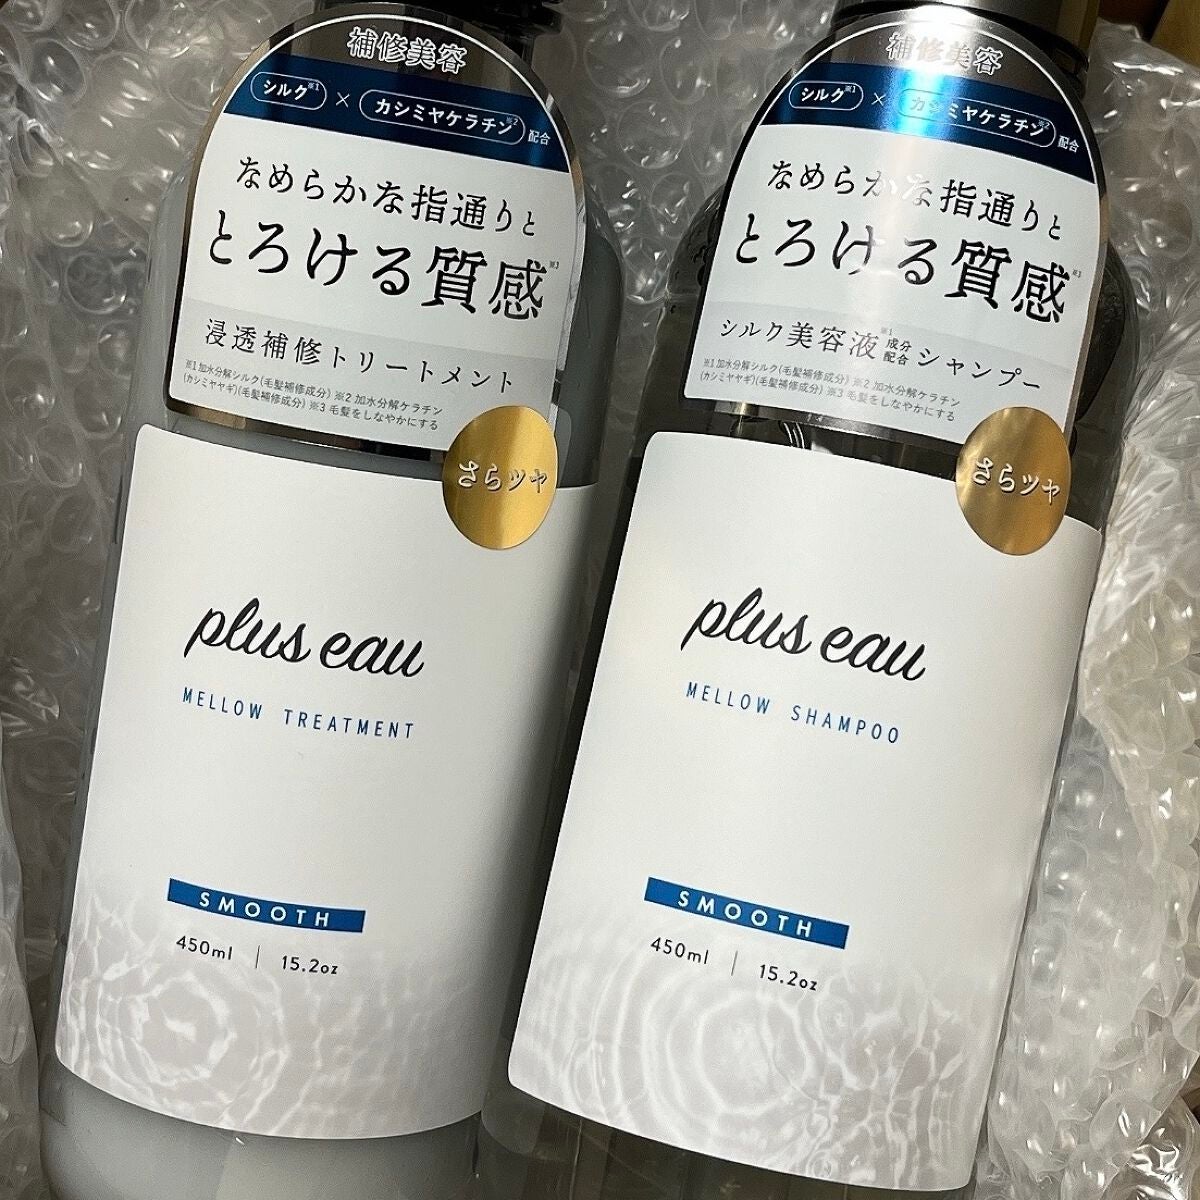 補修美容
シルク※1 × カシミヤケラチン※2 配合
なめらかな指通りと
とろける質感※3
浸透補修トリートメント
※1 加水分解シルク(毛髪補修成分) ※2 加水分解ケラチン
(カシミヤヤギ)(毛髪補修成分) ※3 毛髪をしなやかにする
さらツヤ
plus eau
MELLOW TREATMENT
SMOOTH
450ml | 15.2oz
補修美容
シルク※1 × カシミヤケラチン※2 配合
なめらかな指通りと
とろける質感※3
シルク美容液※1成分配合シャンプー
※1 加水分解シルク(毛髪補修成分) ※2 加水分解ケラチン
(カシミヤヤギ)(毛髪補修成分) ※3 毛髪をしなやかにする
さらツヤ
plus eau
MELLOW SHAMPOO
SMOOTH
450ml | 15.2oz